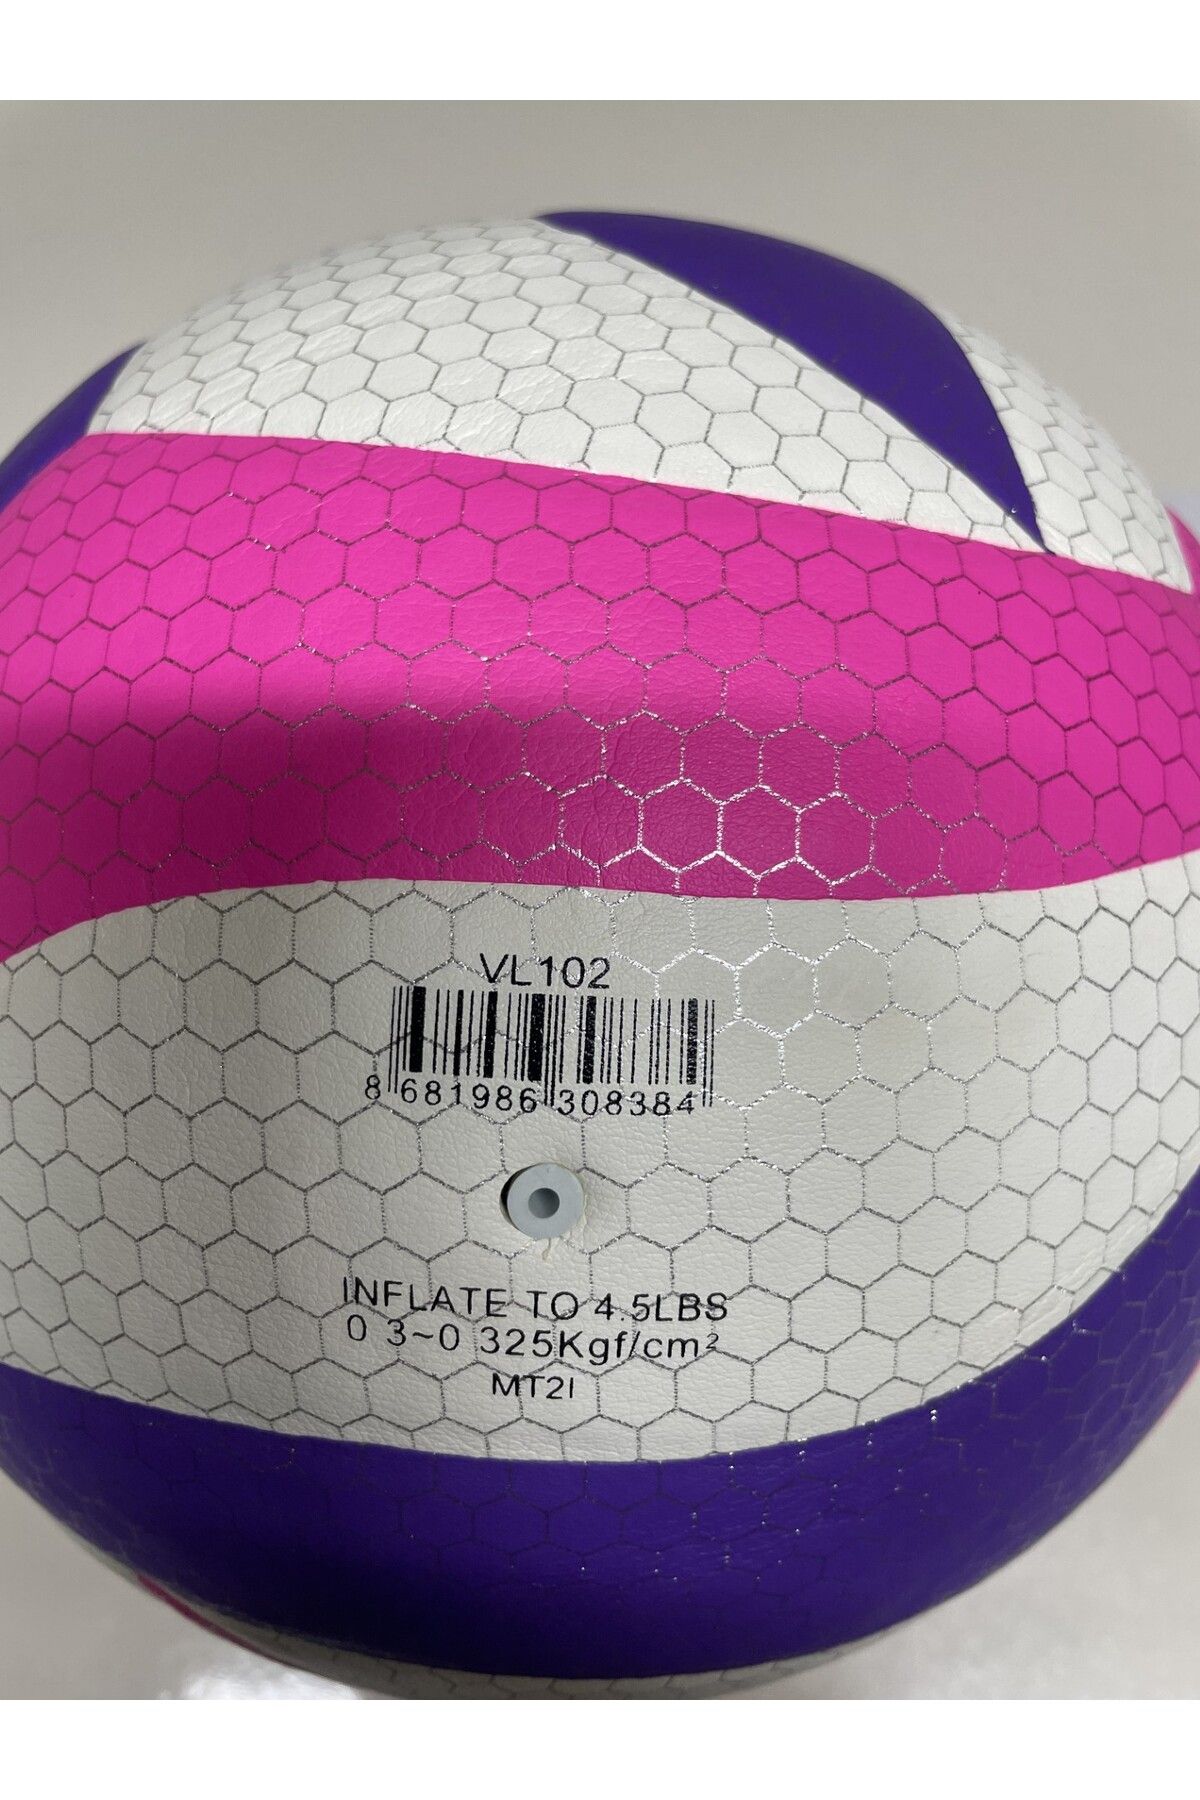 VL102
8 681986 308384
INFLATE TO 4.5LBS
0 3~0 325Kgf/cm²
MT2I